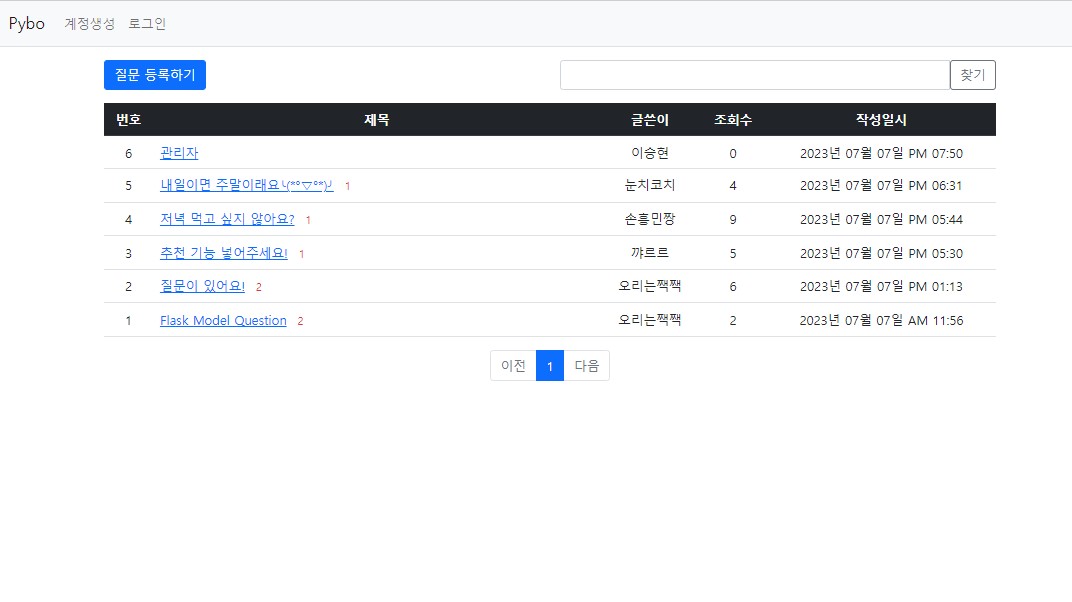 Pybo 계정생성 로그인
질문 등록하기 찾기
번호 제목 글쓴이 조회수 작성일시
6 관리자 이승현 0 2023년 07월 07일 PM 07:50
5 내일이면 주말이래요╰(*°▽°*)╯ 1 눈치코치 4 2023년 07월 07일 PM 06:31
4 저녁 먹고 싶지 않아요? 1 손흥민짱 9 2023년 07월 07일 PM 05:44
3 추천 기능 넣어주세요! 1 꺄르르 5 2023년 07월 07일 PM 05:30
2 질문이 있어요! 2 오리는꽥꽥 6 2023년 07월 07일 PM 01:13
1 Flask Model Question 2 오리는꽥꽥 2 2023년 07월 07일 AM 11:56
이전 1 다음